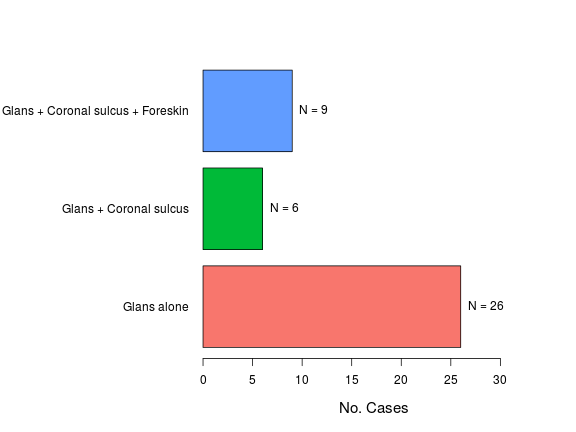 Glans + Coronal sulcus + Foreskin
N = 9
Glans + Coronal sulcus
N = 6
Glans alone
N = 26
0 5 10 15 20 25 30
No. Cases